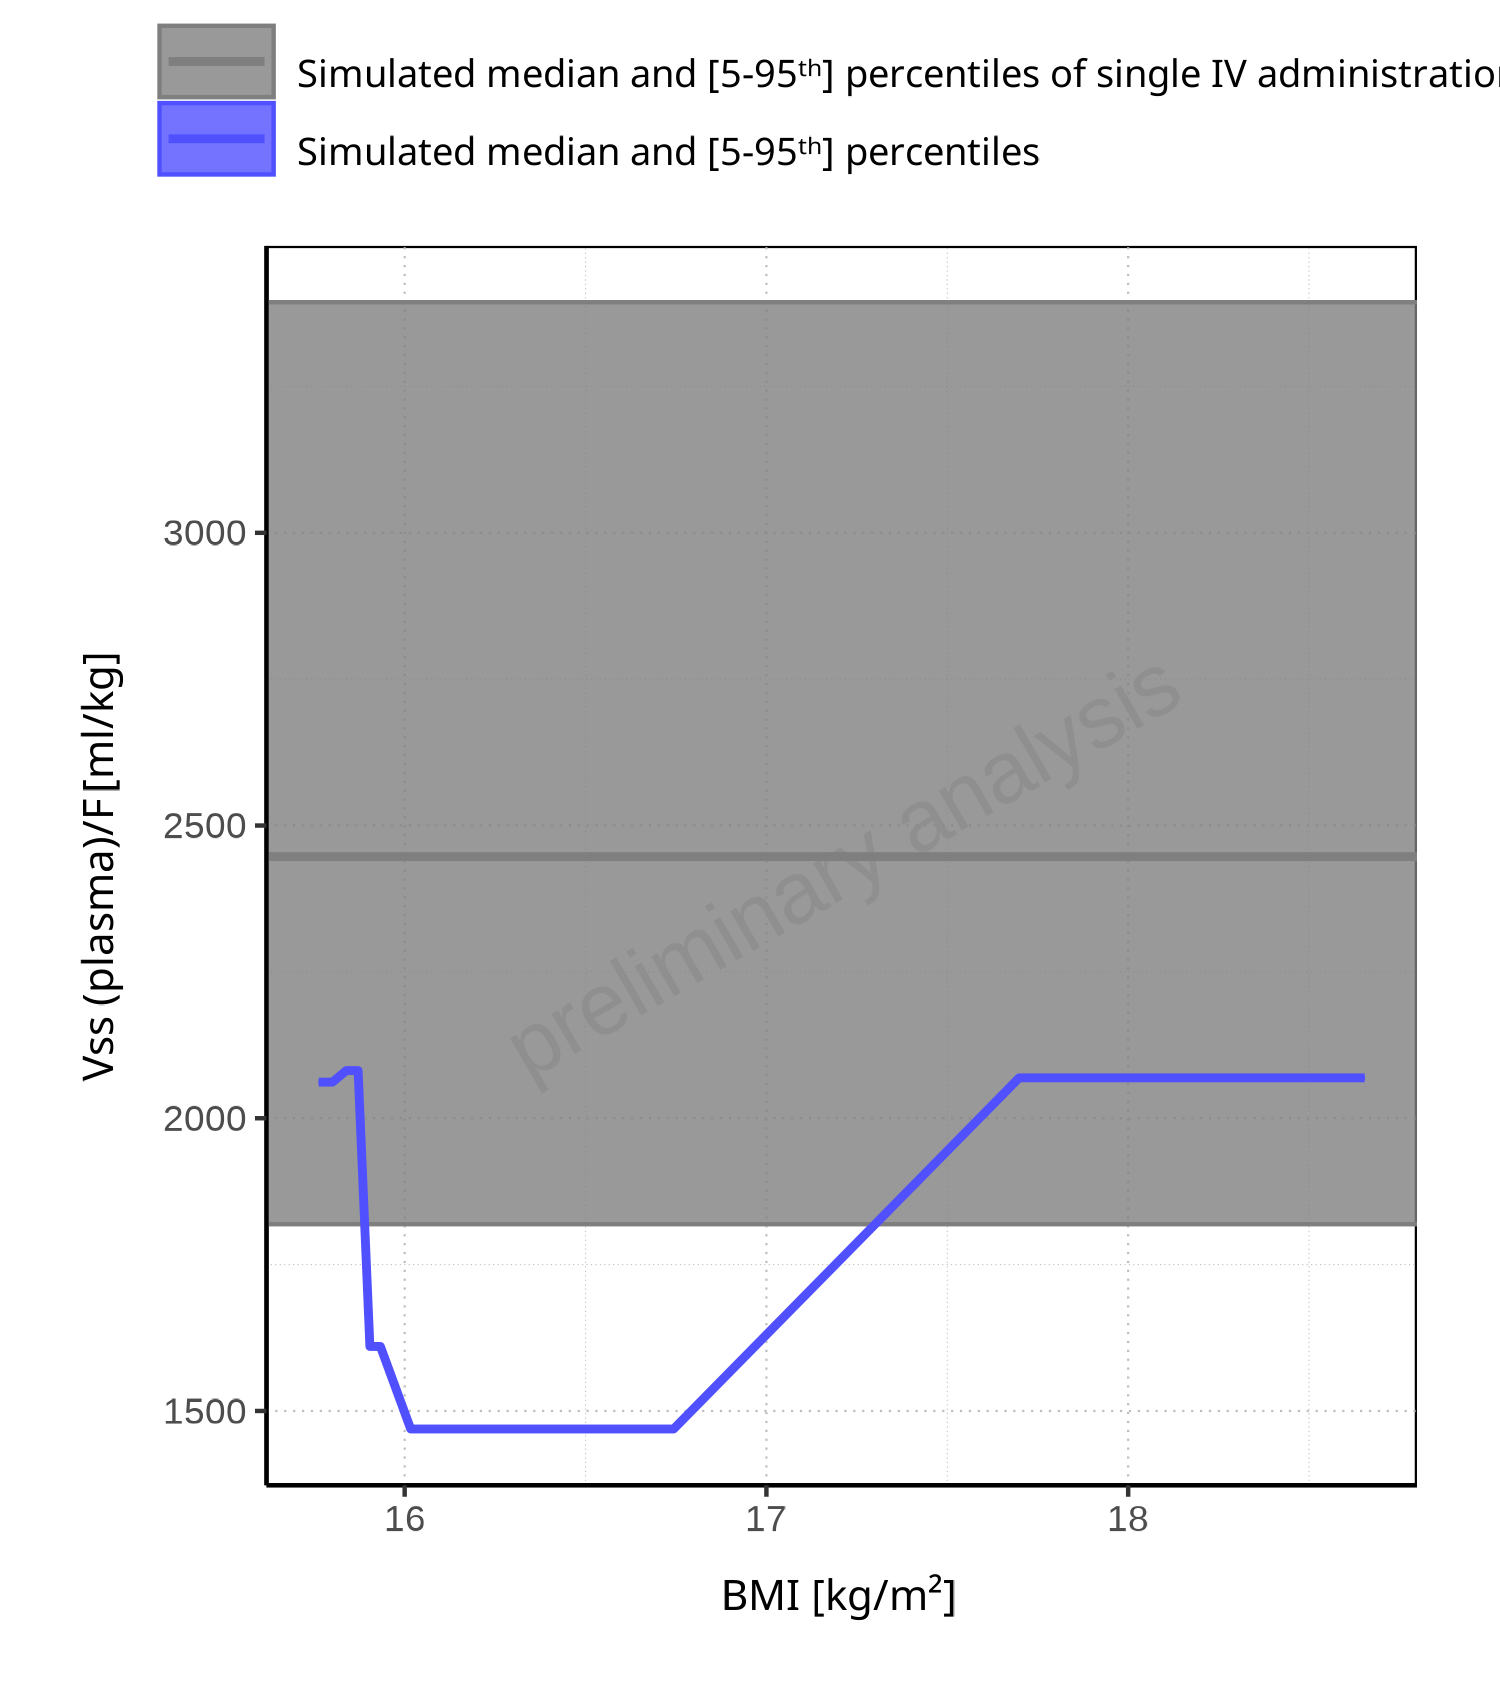 Simulated median and [5-95ᵗʰ] percentiles of single IV administration
Simulated median and [5-95ᵗʰ] percentiles
3000
2500
2000
1500
Vss (plasma)/F [ml/kg]
preliminary analysis
16 17 18
BMI [kg/m²]